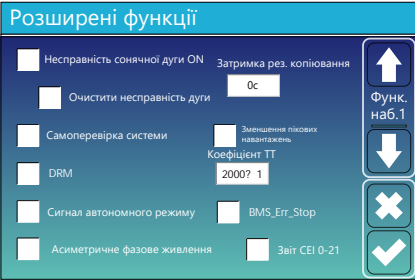 Розширені функції
Несправність сонячної дуги ON
Затримка рез. копіювання
0с
Очистити несправність дуги
Функ.
наб.1
Самоперевірка системи
Зменшення пікових
навантажень
Коефіцієнт ТТ
DRM
2000? 1
Сигнал автономного режиму
BMS_Err_Stop
Асиметричне фазове живлення
Звіт CEI 0-21